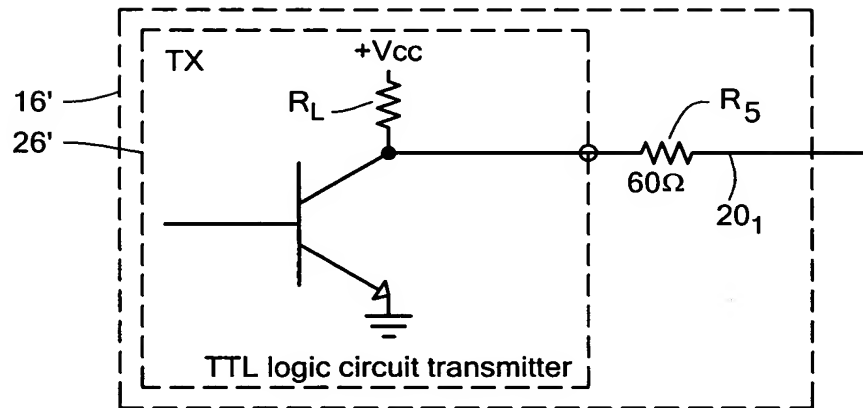 TX
+Vcc
16'
R_L
R_5
26'
60Ω
20_1
TTL logic circuit transmitter